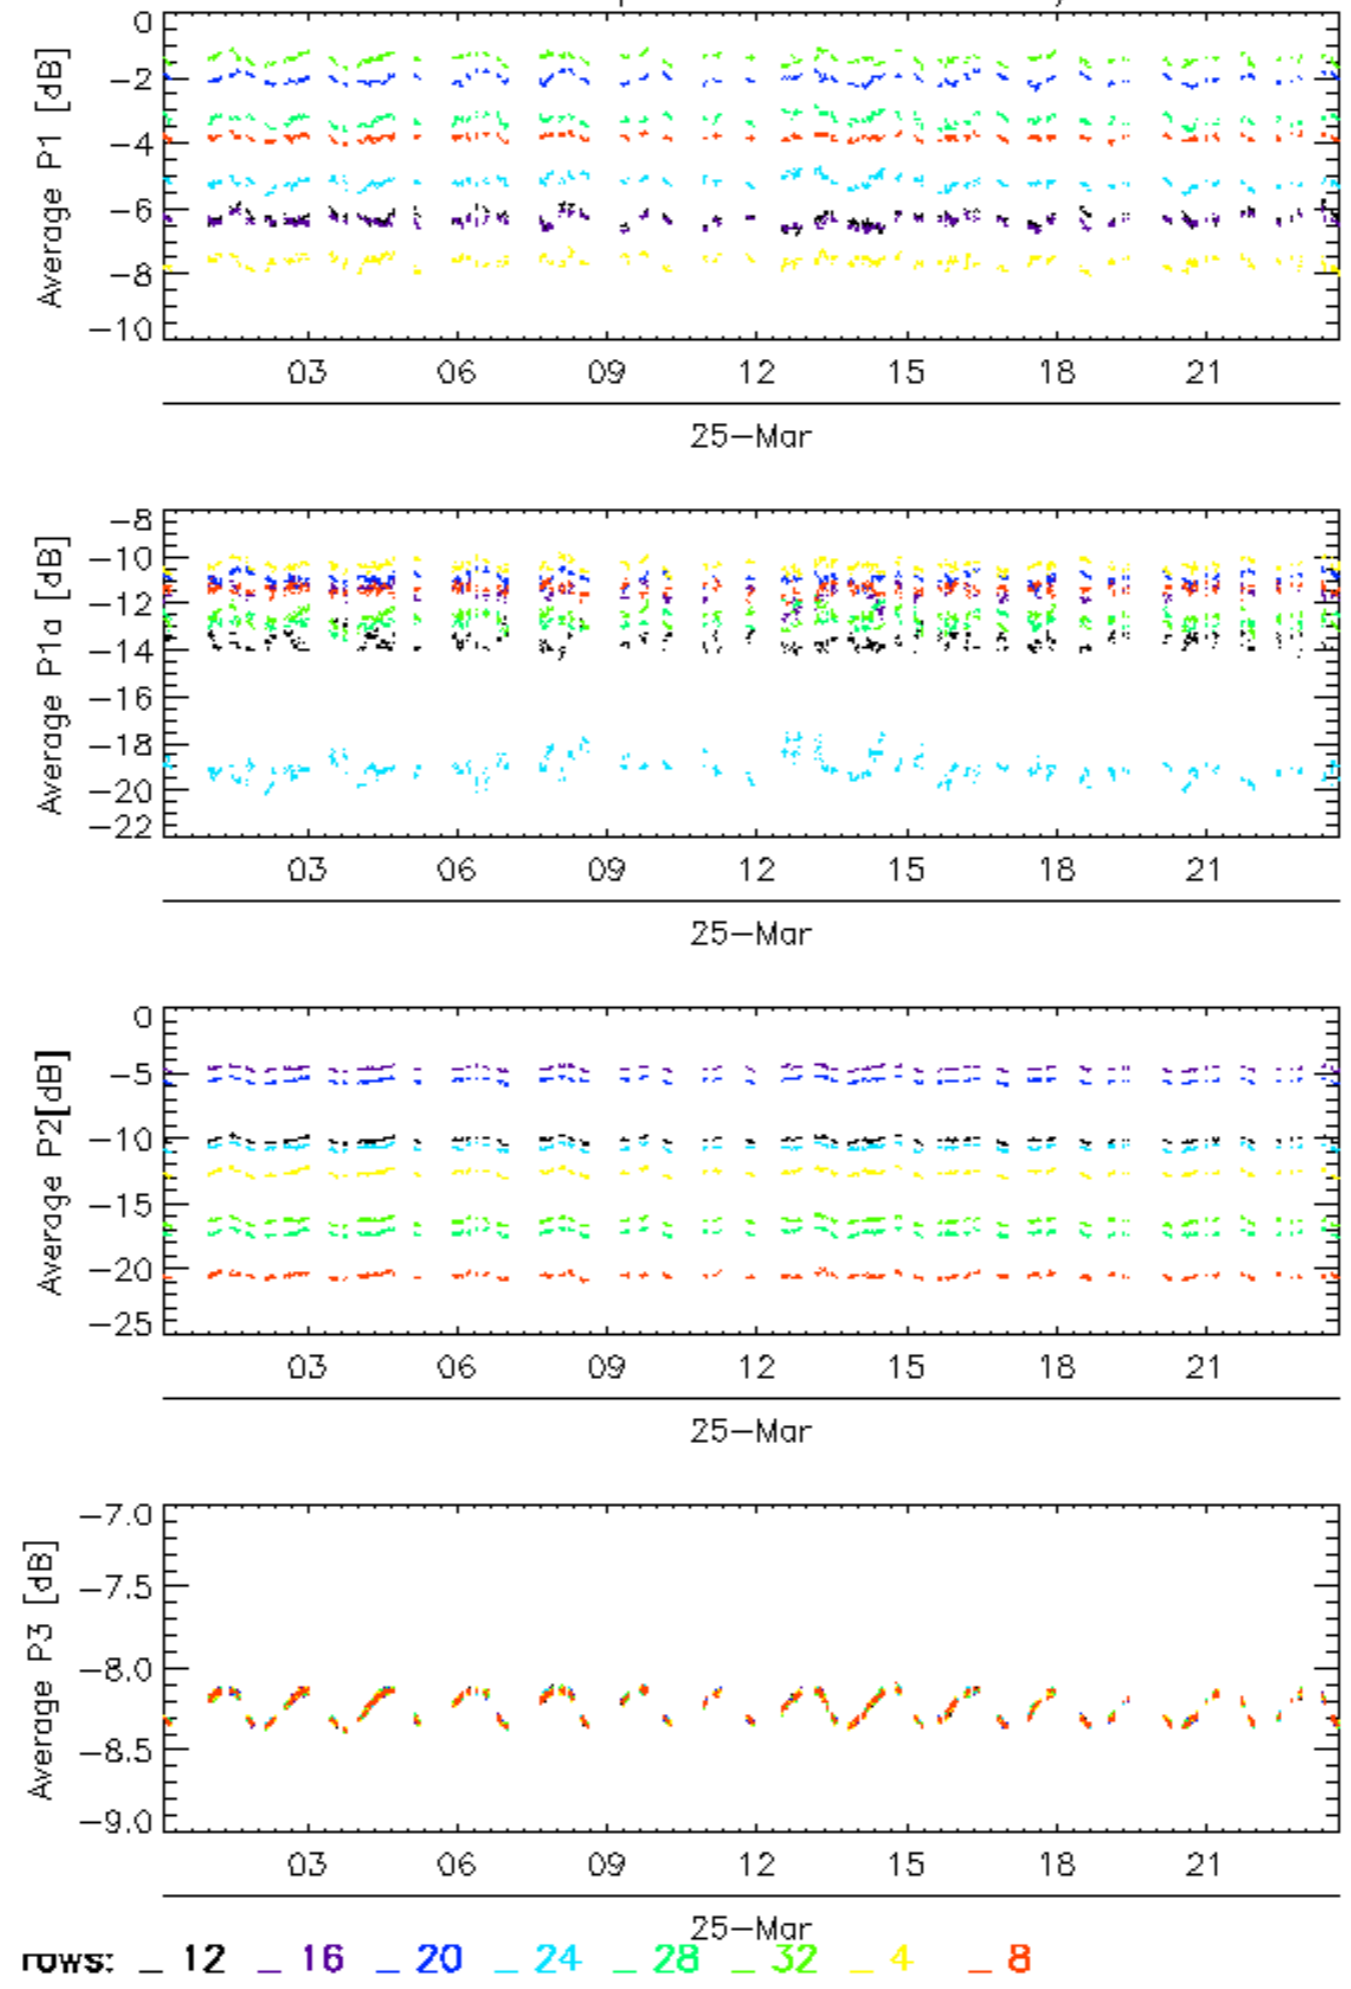 0
−2
−4
−6
−8
−10
Average P1 [dB]
03 06 09 12 15 18 21
25−Mar
−8
−10
−12
−14
−16
−18
−20
−22
Average P1a [dB]
03 06 09 12 15 18 21
25−Mar
0
−5
−10
−15
−20
−25
Average P2[dB]
03 06 09 12 15 18 21
25−Mar
−7.0
−7.5
−8.0
−8.5
−9.0
Average P3 [dB]
03 06 09 12 15 18 21
25−Mar
rows: _ 12 _ 16 _ 20 _ 24 _ 28 _ 32 _ 4 _ 8